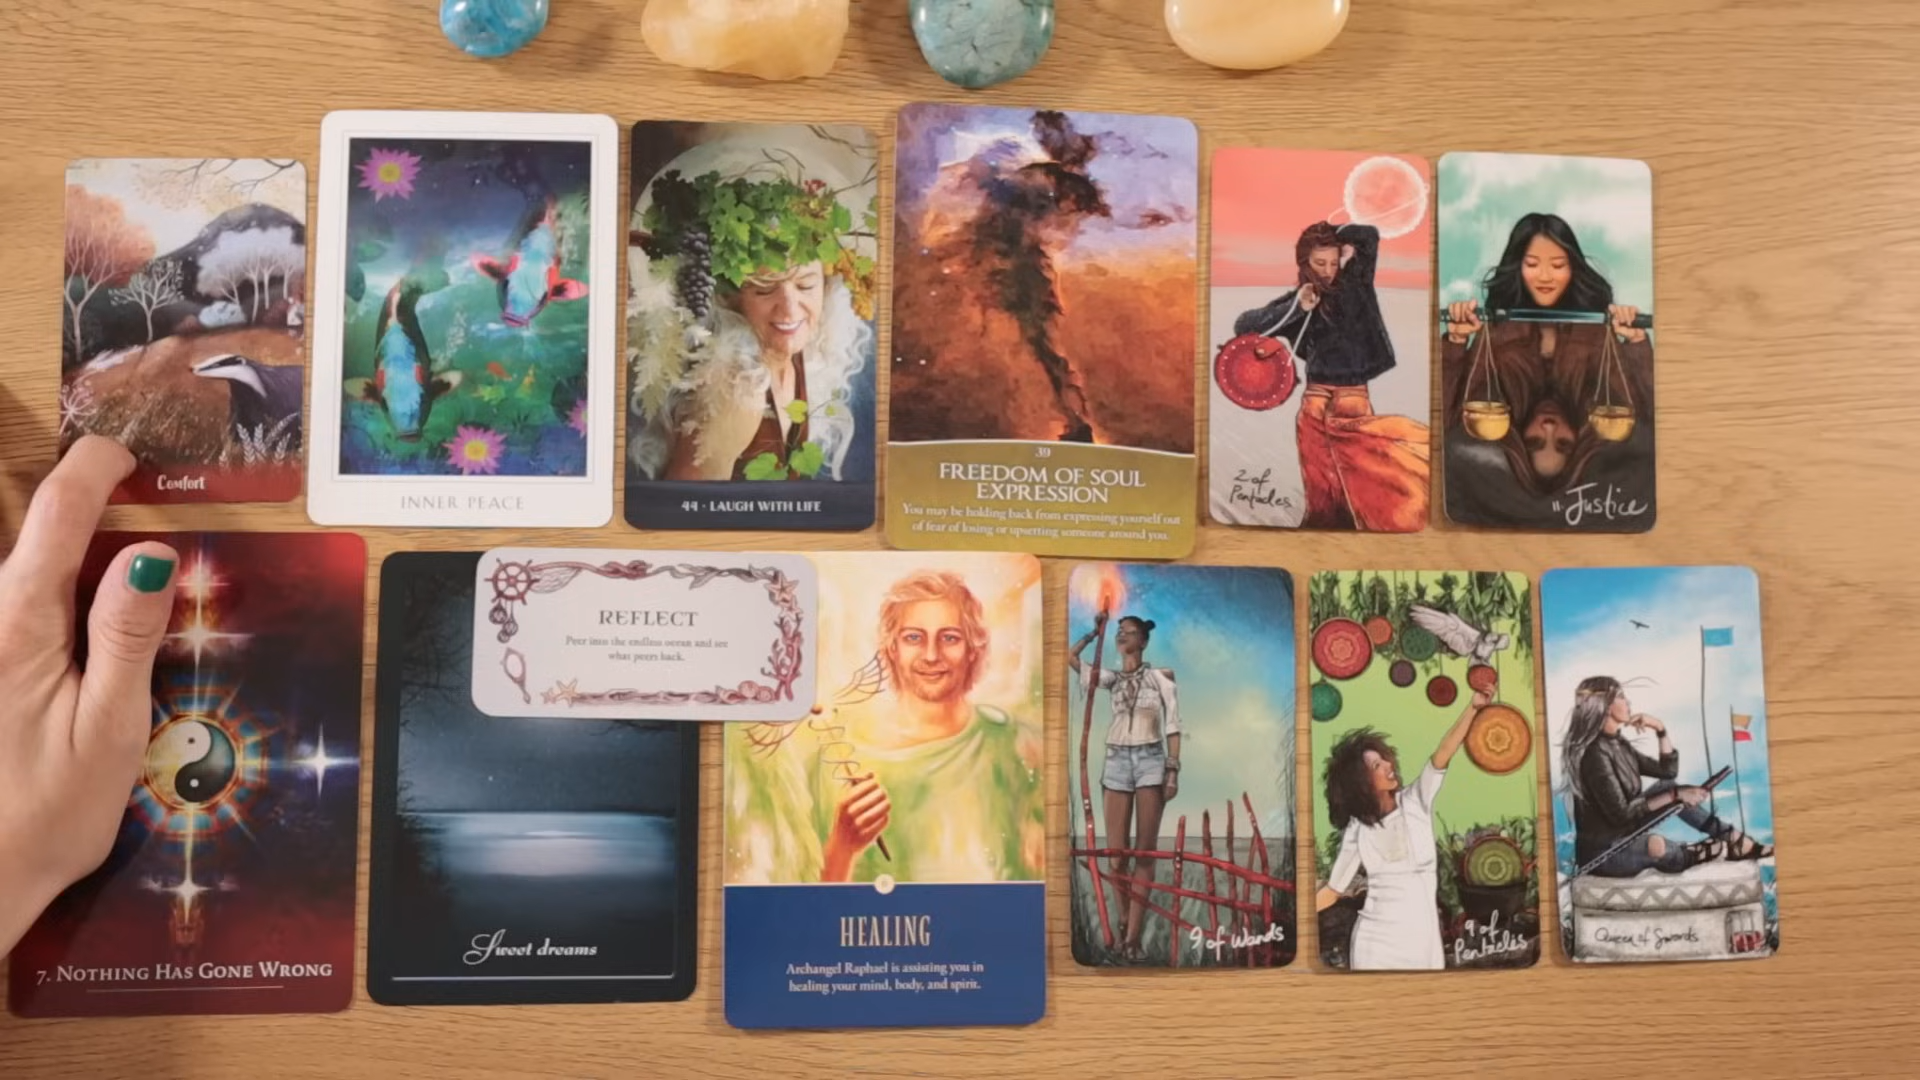 Comfort
INNER PEACE
44 · LAUGH WITH LIFE
39
FREEDOM OF SOUL
EXPRESSION
You may be holding back from expressing yourself out
of fear of losing or upsetting someone around you.
2 of
Pentacles
11 Justice
7. NOTHING HAS GONE WRONG
Sweet dreams
REFLECT
Peer into the endless ocean and see
what peers back.
HEALING
Archangel Raphael is assisting you in
healing your mind, body, and spirit.
9 of Wands
9 of
Pentacles
Queen of Swords